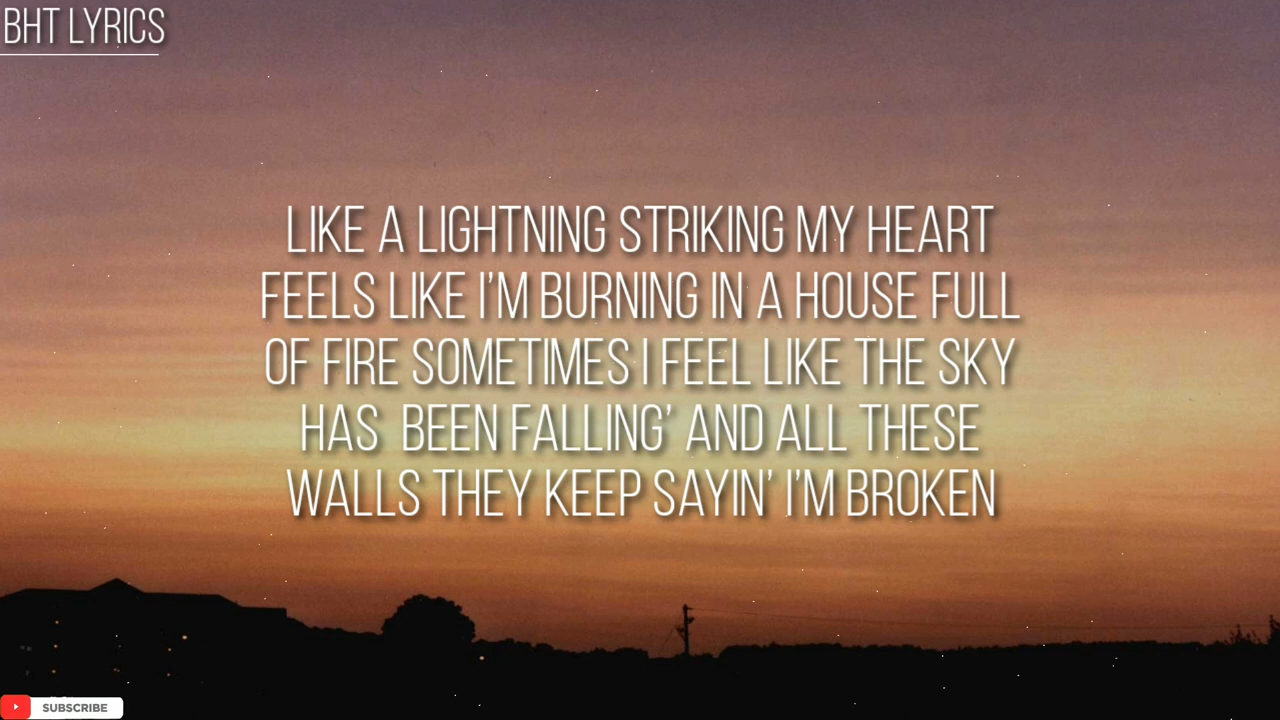 BHT LYRICS
LIKE A LIGHTNING STRIKING MY HEART
FEELS LIKE I'M BURNING IN A HOUSE FULL
OF FIRE SOMETIMES I FEEL LIKE THE SKY
HAS  BEEN FALLING' AND ALL THESE
WALLS THEY KEEP SAYIN' I'M BROKEN
SUBSCRIBE